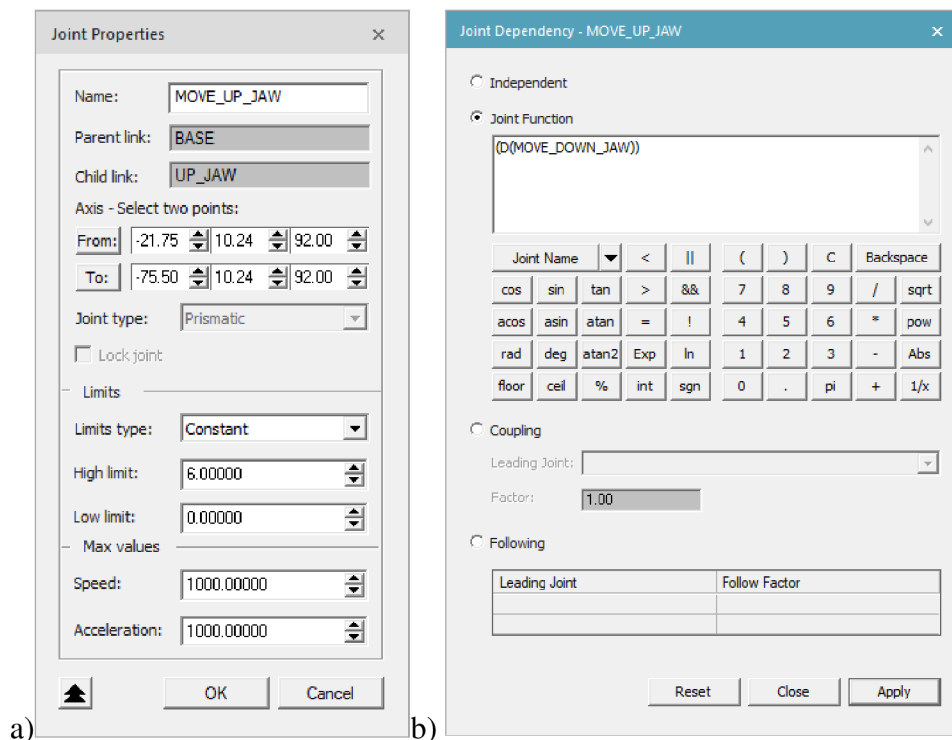 Joint Properties
Name: MOVE_UP_JAW
Parent link: BASE
Child link: UP_JAW
Axis - Select two points:
From: -21.75 10.24 92.00
To: -75.50 10.24 92.00
Joint type: Prismatic
Lock joint
Limits
Limits type: Constant
High limit: 6.00000
Low limit: 0.00000
Max values
Speed: 1000.00000
Acceleration: 1000.00000
OK Cancel
a)
Joint Dependency - MOVE_UP_JAW
Independent
Joint Function
(D(MOVE_DOWN_JAW))
Joint Name < || ( ) C Backspace
cos sin tan > && 7 8 9 / sqrt
acos asin atan = ! 4 5 6 * pow
rad deg atan2 Exp ln 1 2 3 - Abs
floor ceil % int sgn 0 . pi + 1/x
Coupling
Leading Joint:
Factor: 1.00
Following
Leading Joint Follow Factor
Reset Close Apply
b)